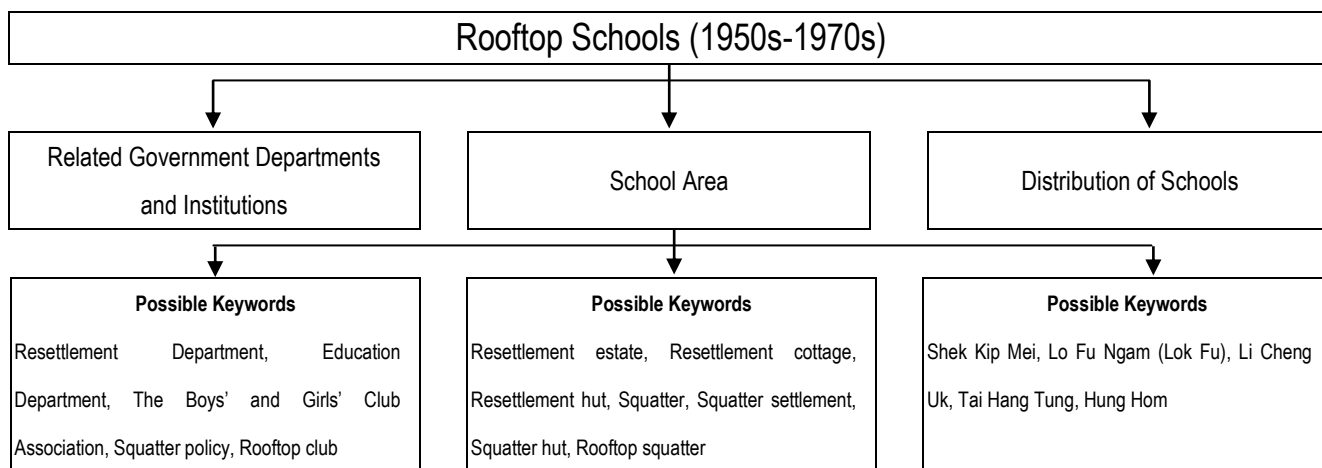 Rooftop Schools (1950s-1970s)
Related Government Departments
and Institutions
School Area
Distribution of Schools
Possible Keywords
Resettlement Department, Education
Department, The Boys’ and Girls’ Club
Association, Squatter policy, Rooftop club
Possible Keywords
Resettlement estate, Resettlement cottage,
Resettlement hut, Squatter, Squatter settlement,
Squatter hut, Rooftop squatter
Possible Keywords
Shek Kip Mei, Lo Fu Ngam (Lok Fu), Li Cheng
Uk, Tai Hang Tung, Hung Hom